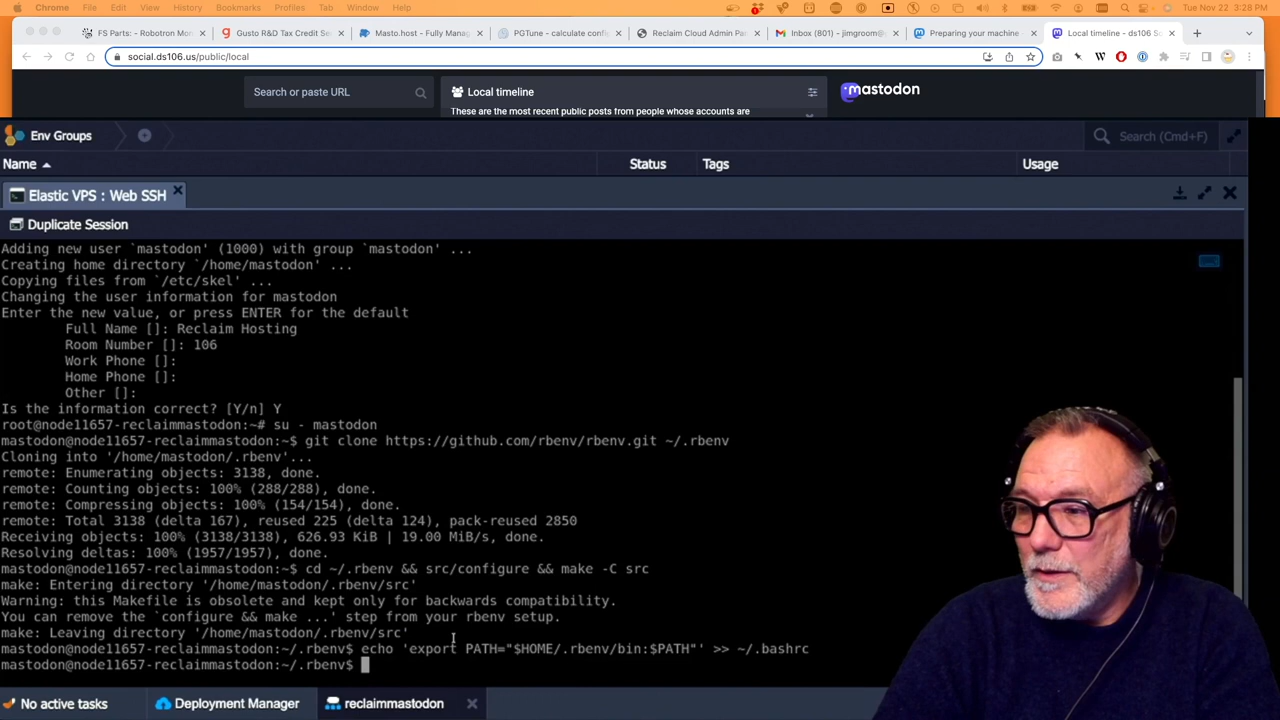 Chrome File Edit View History Bookmarks Profiles Tab Window Help Tue Nov 22 3:28 PM
FS Parts: - Robotron Mon Gusto R&D Tax Credit Se Masto.host - Fully Manag PGTune - calculate confi Reclaim Cloud Admin Pa Inbox (801) - jimgroom@ Preparing your machine Local timeline - ds106 S
social.ds106.us/public/local
Search or paste URL
Local timeline
mastodon
These are the most recent public posts from people whose accounts are
Env Groups
Search (Cmd+F)
Name Status Tags Usage
Elastic VPS : Web SSH
Duplicate Session
Adding new user `mastodon' (1000) with group `mastodon' ...
Creating home directory `/home/mastodon' ...
Copying files from `/etc/skel' ...
Changing the user information for mastodon
Enter the new value, or press ENTER for the default
Full Name []: Reclaim Hosting
Room Number []: 106
Work Phone []:
Home Phone []:
Other []:
Is the information correct? [Y/n] Y
root@node11657-reclaimmastodon:~# su - mastodon
mastodon@node11657-reclaimmastodon:~$ git clone https://github.com/rbenv/rbenv.git ~/.rbenv
Cloning into '/home/mastodon/.rbenv'...
remote: Enumerating objects: 3138, done.
remote: Counting objects: 100% (288/288), done.
remote: Compressing objects: 100% (154/154), done.
remote: Total 3138 (delta 167), reused 225 (delta 124), pack-reused 2850
Receiving objects: 100% (3138/3138), 626.93 KiB | 19.00 MiB/s, done.
Resolving deltas: 100% (1957/1957), done.
mastodon@node11657-reclaimmastodon:~$ cd ~/.rbenv && src/configure && make -C src
make: Entering directory '/home/mastodon/.rbenv/src'
Warning: this Makefile is obsolete and kept only for backwards compatibility.
You can remove the `configure && make ...' step from your rbenv setup.
make: Leaving directory '/home/mastodon/.rbenv/src'
mastodon@node11657-reclaimmastodon:~/.rbenv$ echo 'export PATH="$HOME/.rbenv/bin:$PATH"' >> ~/.bashrc
mastodon@node11657-reclaimmastodon:~/.rbenv$
No active tasks Deployment Manager reclaimmastodon